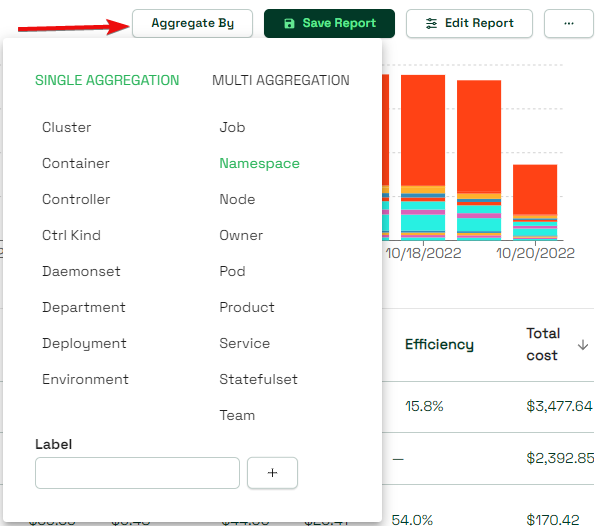 Aggregate By
Save Report
Edit Report
...
SINGLE AGGREGATION
MULTI AGGREGATION
Cluster
Job
Container
Namespace
Controller
Node
Ctrl Kind
Owner
Daemonset
Pod
Department
Product
Deployment
Service
Environment
Statefulset
Team
Label
+
10/18/2022
10/20/2022
Efficiency
Total
cost
15.8%
$3,477.64
—
$2,392.85
54.0%
$170.42